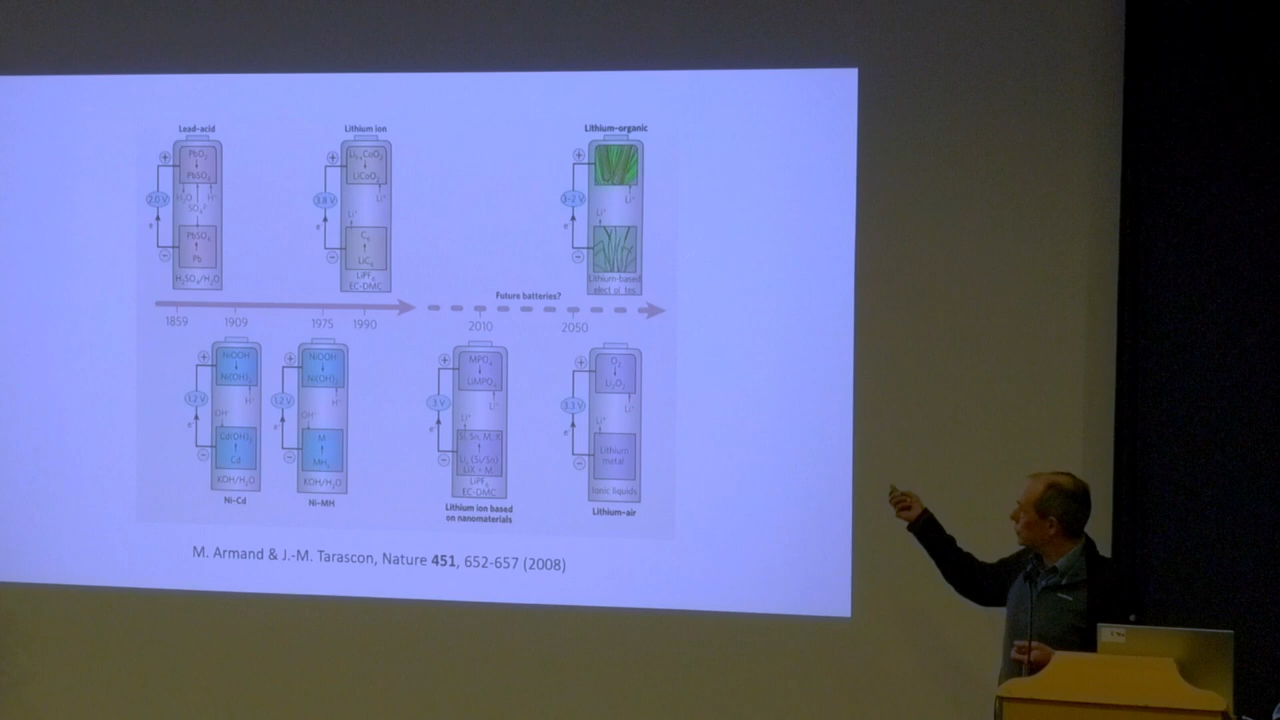 Lead-acid
PbO₂
PbSO₄
2.0 V
H₂O
H⁺
SO₄²⁻
e⁻
PbSO₄
Pb
H₂SO₄/H₂O
Lithium ion
Li₁₋ₓCoO₂
LiCoO₂
3.8 V
Li⁺
Li⁺
e⁻
C₆
LiC₆
LiPF₆
EC-DMC
Lithium-organic
3–2 V
Li⁺
Li⁺
e⁻
Lithium-based
Future batteries?
1859
1909
1975
1990
2010
2050
NiOOH
Ni(OH)₂
1.2 V
H⁺
OH⁻
e⁻
Cd(OH)₂
Cd
KOH/H₂O
Ni-Cd
NiOOH
Ni(OH)₂
1.2 V
H⁺
OH⁻
e⁻
M
MHₓ
KOH/H₂O
Ni-MH
MPO₄
LiMPO₄
3 V
Li⁺
Li⁺
e⁻
Si, Sn, M, X
Liₓ(Si/Sn)
LiX + M
LiPF₆
EC-DMC
Lithium ion based
on nanomaterials
O₂
Li₂O₂
3.3 V
Li⁺
Li⁺
e⁻
Lithium
metal
Ionic liquids
Lithium-air
M. Armand & J.-M. Tarascon, Nature 451, 652-657 (2008)